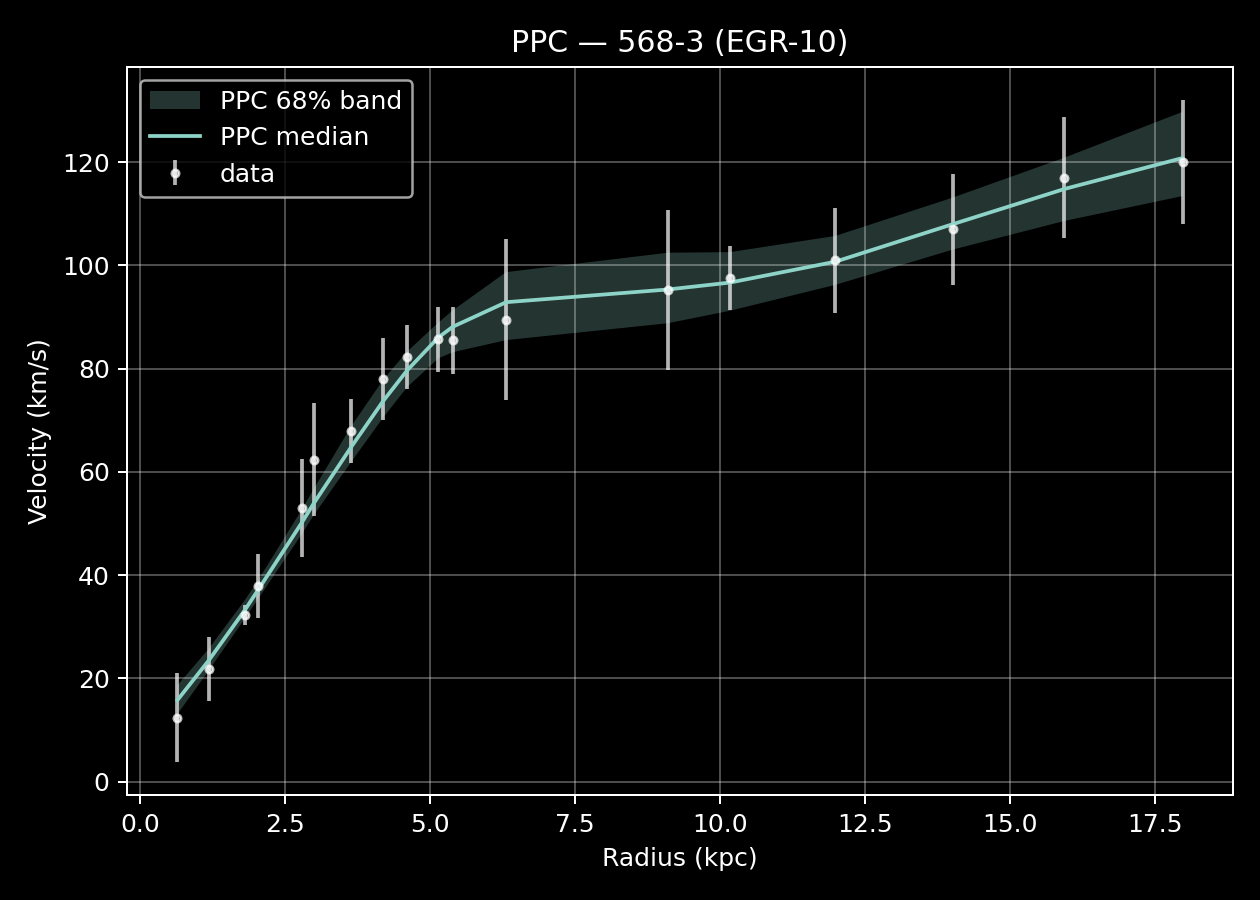 PPC — 568-3 (EGR-10)
PPC 68% band
PPC median
data
Velocity (km/s)
120
100
80
60
40
20
0
0.0 2.5 5.0 7.5 10.0 12.5 15.0 17.5
Radius (kpc)